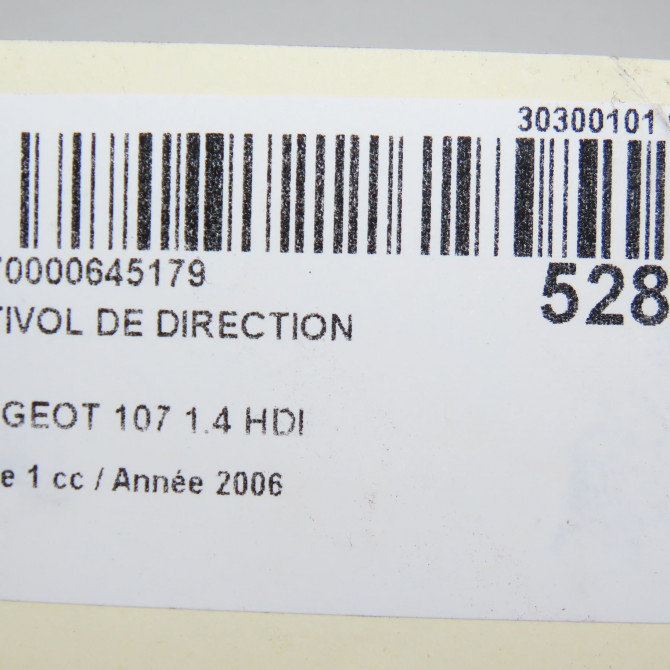 30300101
70000645179
528
TIVOL DE DIRECTION
GEOT 107 1.4 HDI
e 1 cc / Année 2006